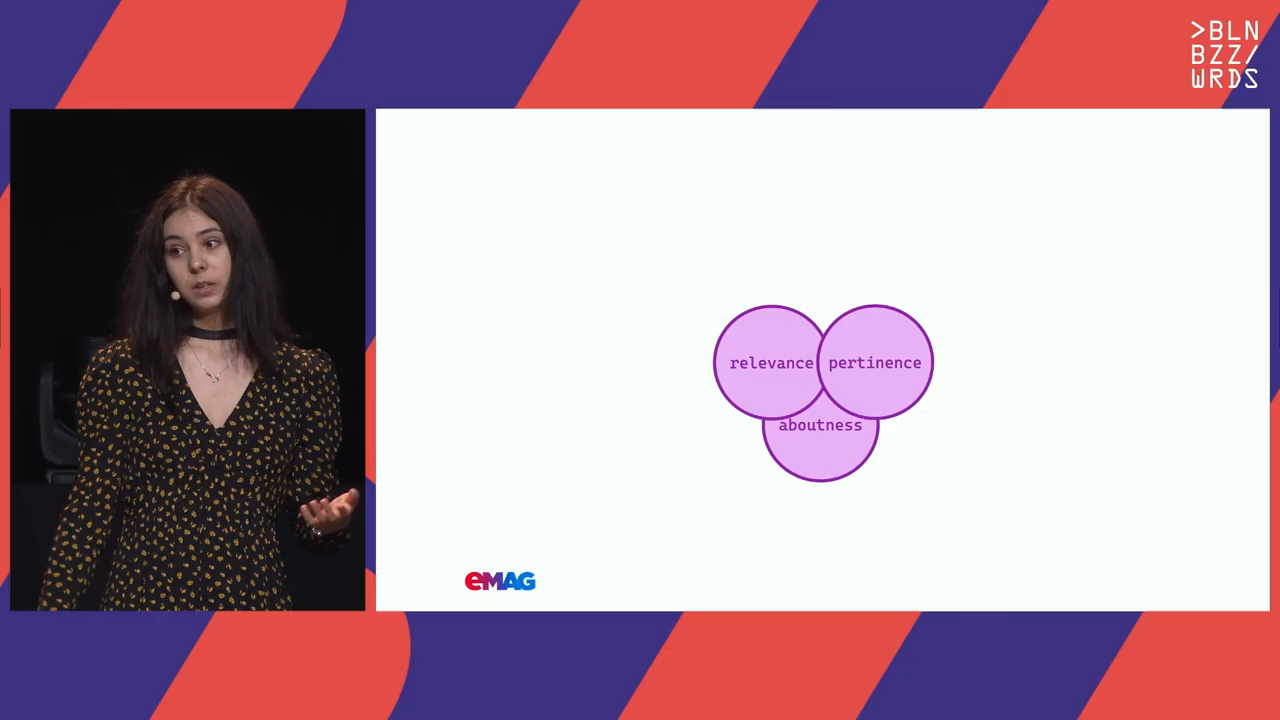 >BLN
BZZ/
WRDS
relevance
pertinence
aboutness
eMAG